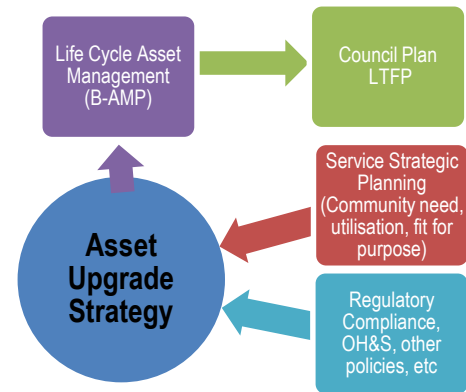 Life Cycle Asset
Management
(B-AMP)
Council Plan
LTFP
Service Strategic
Planning
(Community need,
utilisation, fit for
purpose)
Asset
Upgrade
Strategy
Regulatory
Compliance,
OH&S, other
policies, etc